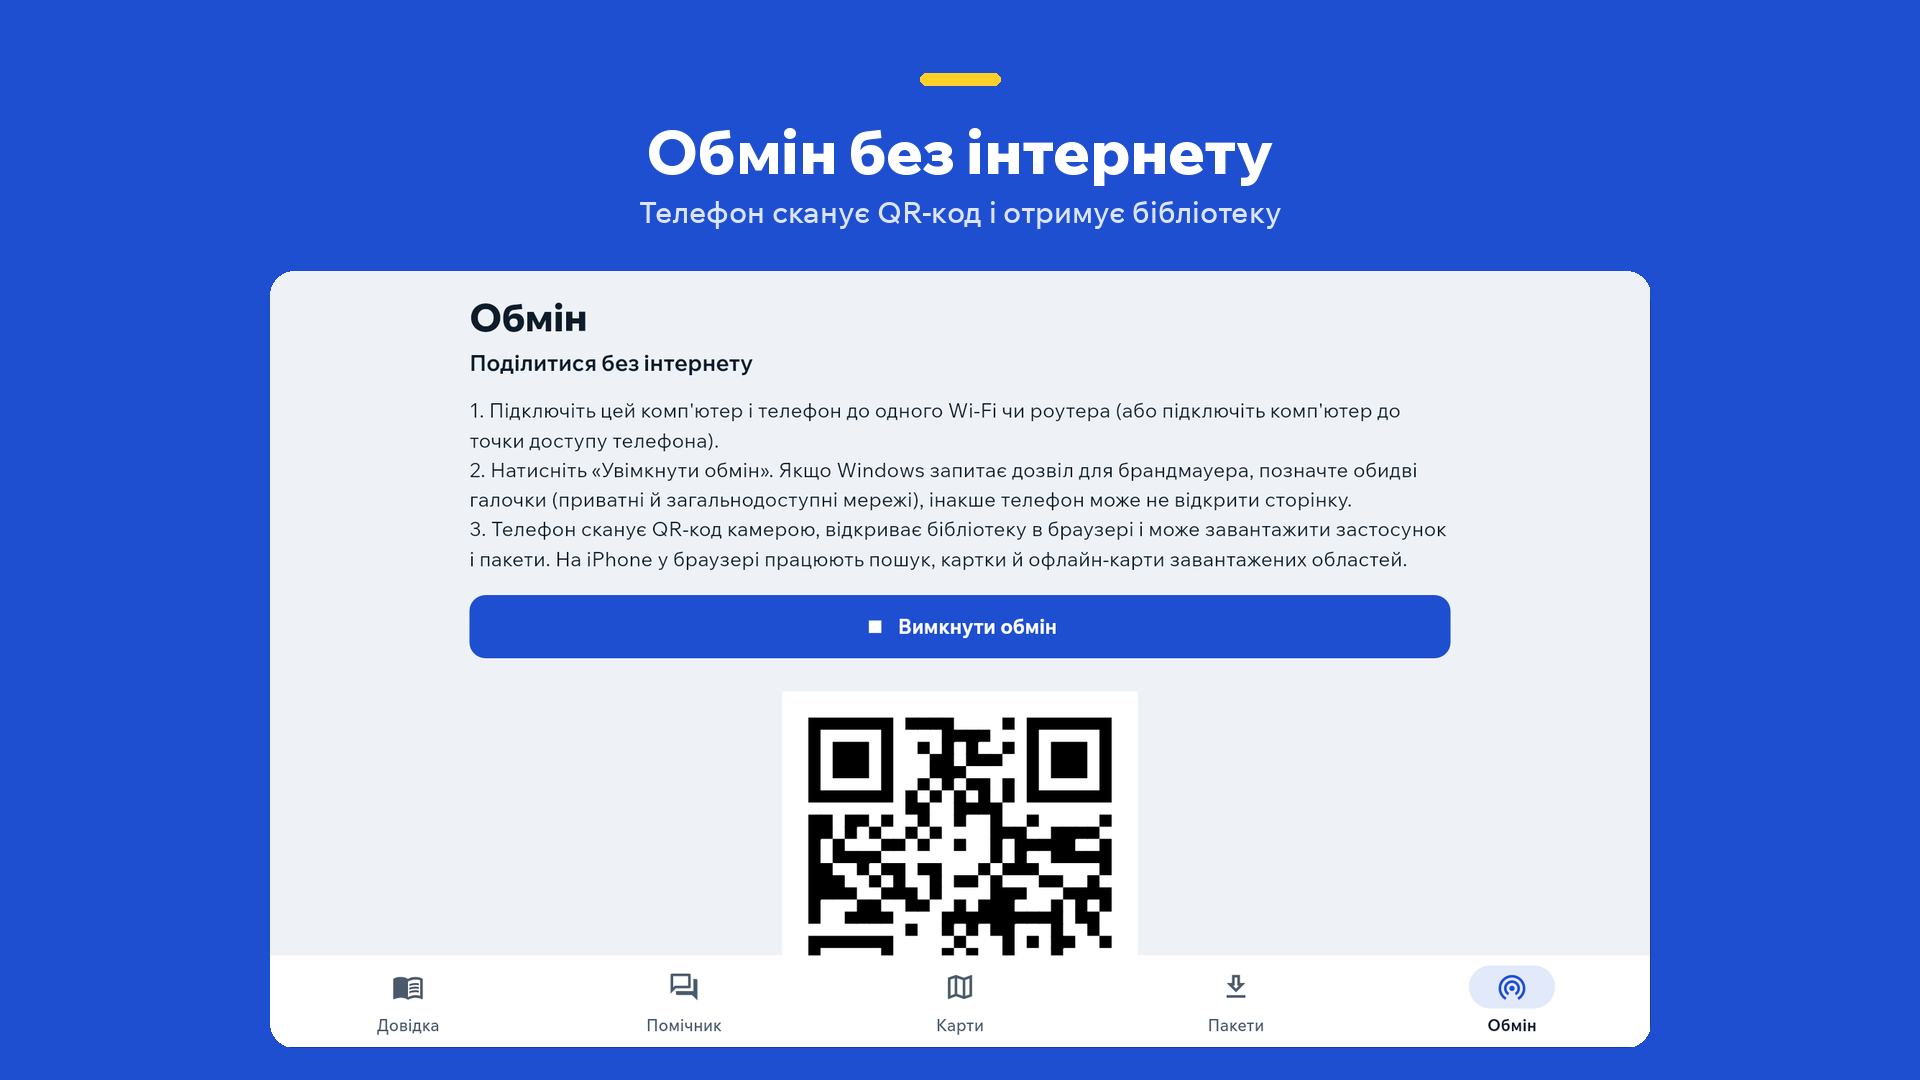 Обмін без інтернету
Телефон сканує QR-код і отримує бібліотеку
Обмін
Поділитися без інтернету
1. Підключіть цей комп'ютер і телефон до одного Wi-Fi чи роутера (або підключіть комп'ютер до
точки доступу телефона).
2. Натисніть «Увімкнути обмін». Якщо Windows запитає дозвіл для брандмауера, позначте обидві
галочки (приватні й загальнодоступні мережі), інакше телефон може не відкрити сторінку.
3. Телефон сканує QR-код камерою, відкриває бібліотеку в браузері і може завантажити застосунок
і пакети. На iPhone у браузері працюють пошук, картки й офлайн-карти завантажених областей.
Вимкнути обмін
Довідка
Помічник
Карти
Пакети
Обмін